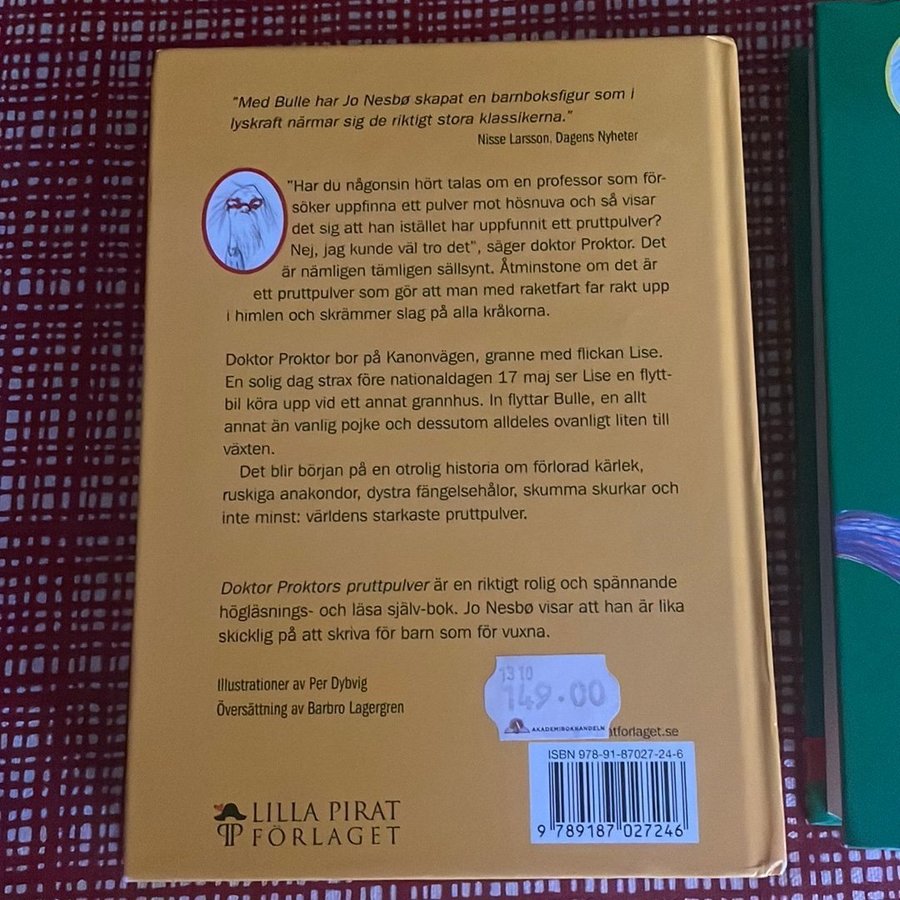 "Med Bulle har Jo Nesbø skapat en barnboksfigur som i
lyskraft närmar sig de riktigt stora klassikerna."
Nisse Larsson, Dagens Nyheter
"Har du någonsin hört talas om en professor som för-
söker uppfinna ett pulver mot hösnuva och så visar
det sig att han istället har uppfunnit ett pruttpulver?
Nej, jag kunde väl tro det", säger doktor Proktor. Det
är nämligen tämligen sällsynt. Åtminstone om det är
ett pruttpulver som gör att man med raketfart far rakt upp
i himlen och skrämmer slag på alla kråkorna.
Doktor Proktor bor på Kanonvägen, granne med flickan Lise.
En solig dag strax före nationaldagen 17 maj ser Lise en flytt-
bil köra upp vid ett annat grannhus. In flyttar Bulle, en allt
annat än vanlig pojke och dessutom alldeles ovanligt liten till
växten.
Det blir början på en otrolig historia om förlorad kärlek,
ruskiga anakondor, dystra fängelsehålor, skumma skurkar och
inte minst: världens starkaste pruttpulver.
Doktor Proktors pruttpulver är en riktigt rolig och spännande
högläsnings- och läsa själv-bok. Jo Nesbø visar att han är lika
skicklig på att skriva för barn som för vuxna.
Illustrationer av Per Dybvig
Översättning av Barbro Lagergren
13 10
149.00
AKADEMIBOKHANDELN
atforlaget.se
ISBN 978-91-87027-24-6
9 789187 027246
LILLA PIRAT
FÖRLAGET